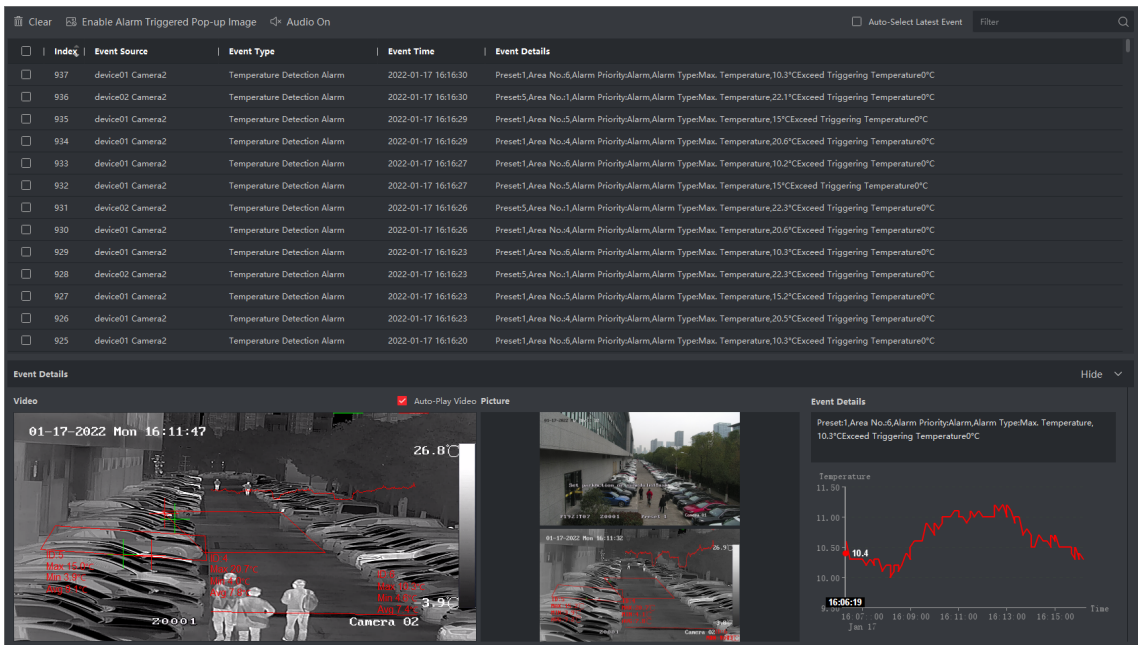 Clear Enable Alarm Triggered Pop-up Image Audio On Auto-Select Latest Event Filter
Index Event Source Event Type Event Time Event Details
937 device01 Camera2 Temperature Detection Alarm 2022-01-17 16:16:30 Preset:1,Area No.:6,Alarm Priority:Alarm,Alarm Type:Max. Temperature,10.3°CExceed Triggering Temperature0°C
936 device02 Camera2 Temperature Detection Alarm 2022-01-17 16:16:30 Preset:5,Area No.:1,Alarm Priority:Alarm,Alarm Type:Max. Temperature,22.1°CExceed Triggering Temperature0°C
935 device01 Camera2 Temperature Detection Alarm 2022-01-17 16:16:29 Preset:1,Area No.:5,Alarm Priority:Alarm,Alarm Type:Max. Temperature,15°CExceed Triggering Temperature0°C
934 device01 Camera2 Temperature Detection Alarm 2022-01-17 16:16:29 Preset:1,Area No.:4,Alarm Priority:Alarm,Alarm Type:Max. Temperature,20.6°CExceed Triggering Temperature0°C
933 device01 Camera2 Temperature Detection Alarm 2022-01-17 16:16:27 Preset:1,Area No.:6,Alarm Priority:Alarm,Alarm Type:Max. Temperature,10.2°CExceed Triggering Temperature0°C
932 device01 Camera2 Temperature Detection Alarm 2022-01-17 16:16:27 Preset:1,Area No.:5,Alarm Priority:Alarm,Alarm Type:Max. Temperature,15°CExceed Triggering Temperature0°C
931 device02 Camera2 Temperature Detection Alarm 2022-01-17 16:16:26 Preset:5,Area No.:1,Alarm Priority:Alarm,Alarm Type:Max. Temperature,22.3°CExceed Triggering Temperature0°C
930 device01 Camera2 Temperature Detection Alarm 2022-01-17 16:16:26 Preset:1,Area No.:4,Alarm Priority:Alarm,Alarm Type:Max. Temperature,20.6°CExceed Triggering Temperature0°C
929 device01 Camera2 Temperature Detection Alarm 2022-01-17 16:16:23 Preset:1,Area No.:6,Alarm Priority:Alarm,Alarm Type:Max. Temperature,10.3°CExceed Triggering Temperature0°C
928 device02 Camera2 Temperature Detection Alarm 2022-01-17 16:16:23 Preset:5,Area No.:1,Alarm Priority:Alarm,Alarm Type:Max. Temperature,22.3°CExceed Triggering Temperature0°C
927 device01 Camera2 Temperature Detection Alarm 2022-01-17 16:16:23 Preset:1,Area No.:5,Alarm Priority:Alarm,Alarm Type:Max. Temperature,15.2°CExceed Triggering Temperature0°C
926 device01 Camera2 Temperature Detection Alarm 2022-01-17 16:16:23 Preset:1,Area No.:4,Alarm Priority:Alarm,Alarm Type:Max. Temperature,20.5°CExceed Triggering Temperature0°C
925 device01 Camera2 Temperature Detection Alarm 2022-01-17 16:16:20 Preset:1,Area No.:6,Alarm Priority:Alarm,Alarm Type:Max. Temperature,10.3°CExceed Triggering Temperature0°C
Event Details Hide
Video Auto-Play Video Picture Event Details
01-17-2022 Mon 16:11:47
26.8°C
3.9°C
20001 Camera 02
01-17-2022 Mon 16:11:32
26.9°C
20001 Camera 02
Preset:1,Area No.:6,Alarm Priority:Alarm,Alarm Type:Max. Temperature,
10.3°CExceed Triggering Temperature0°C
Temperature
11.50
11.00
10.50
10.4
10.00
16:06:19
16 07 00 16 09 00 16 11:00 16 13:00 16 15 00 Time
Jan 17